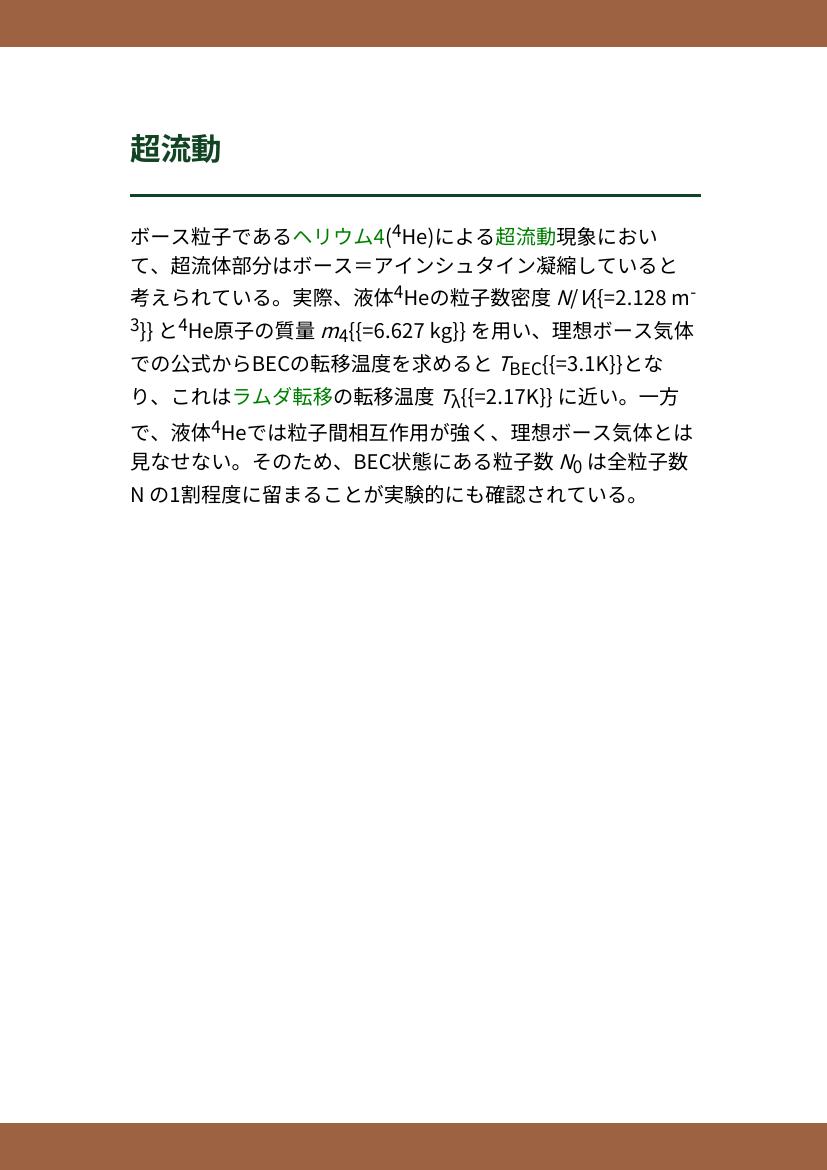 超流動
ボース粒子であるヘリウム4(⁴He)による超流動現象におい
て、超流体部分はボース＝アインシュタイン凝縮していると
考えられている。実際、液体⁴Heの粒子数密度 N/V{{=2.128 m⁻
³}} と⁴He原子の質量 m₄{{=6.627 kg}} を用い、理想ボース気体
での公式からBECの転移温度を求めると T_BEC{{=3.1K}}とな
り、これはラムダ転移の転移温度 T_λ{{=2.17K}} に近い。一方
で、液体⁴Heでは粒子間相互作用が強く、理想ボース気体とは
見なせない。そのため、BEC状態にある粒子数 N₀ は全粒子数
N の1割程度に留まることが実験的にも確認されている。